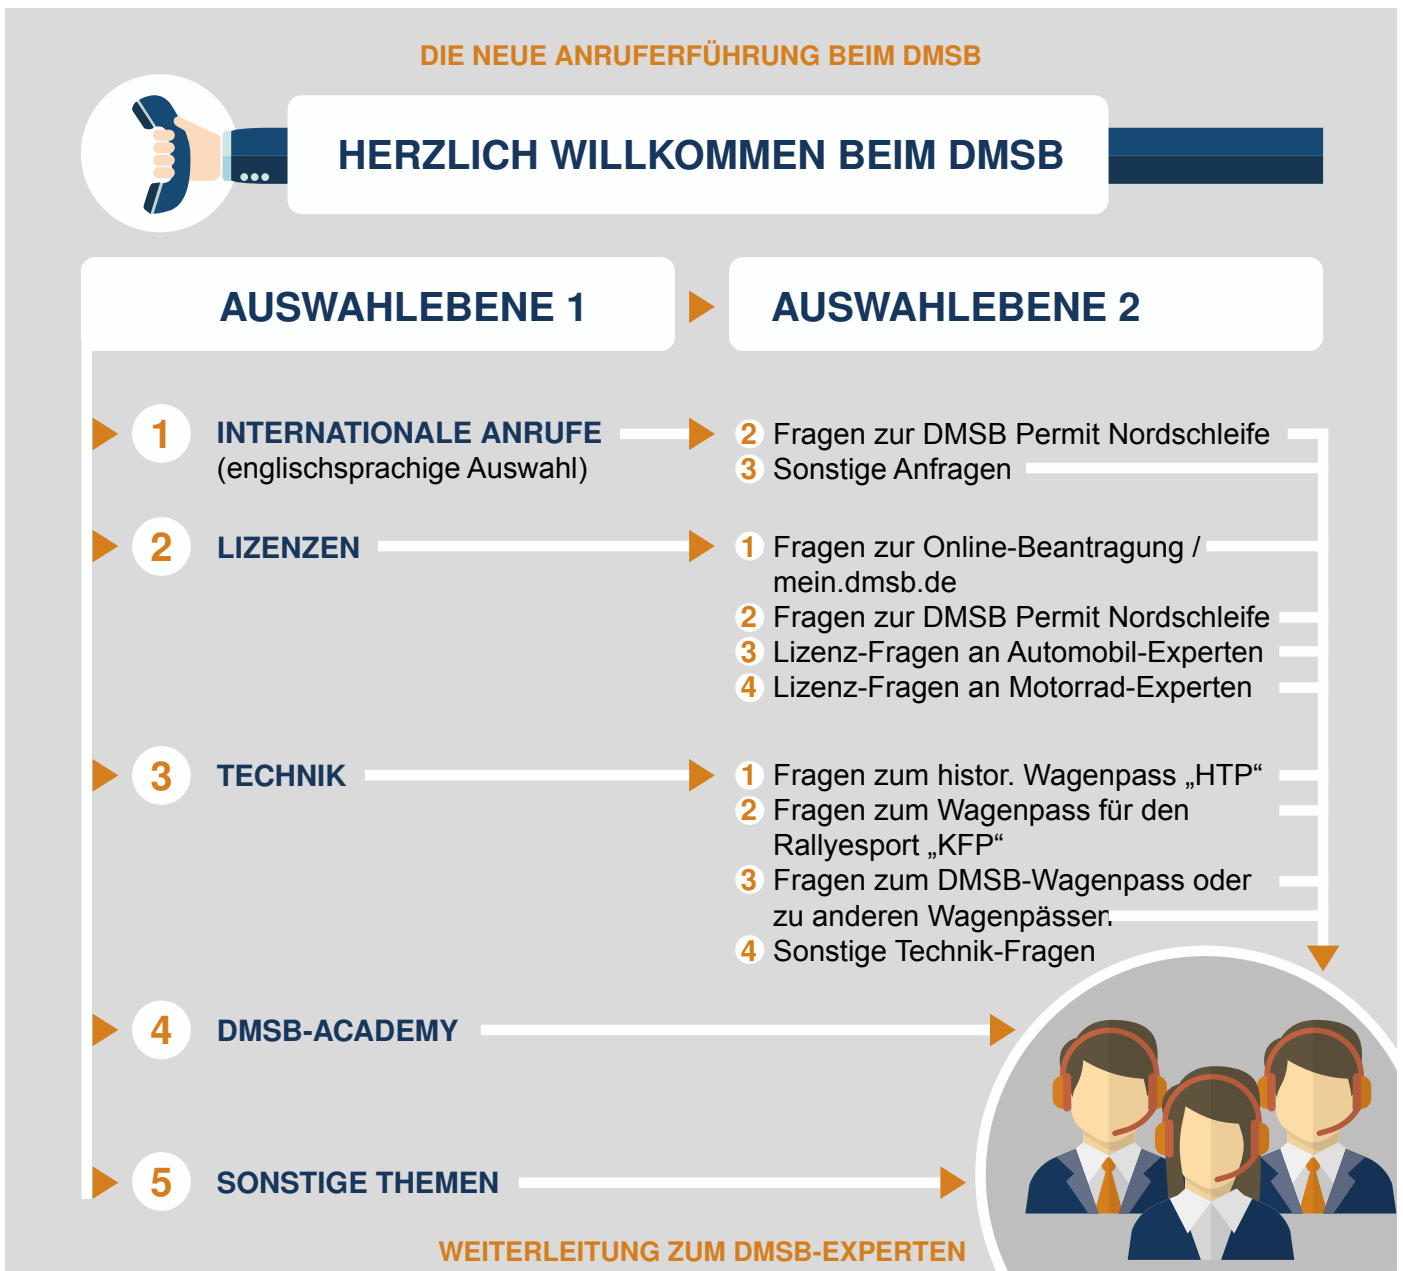 DIE NEUE ANRUFERFÜHRUNG BEIM DMSB
HERZLICH WILLKOMMEN BEIM DMSB
AUSWAHLEBENE 1
AUSWAHLEBENE 2
1 INTERNATIONALE ANRUFE
(englischsprachige Auswahl)
2 Fragen zur DMSB Permit Nordschleife
3 Sonstige Anfragen
2 LIZENZEN
1 Fragen zur Online-Beantragung /
mein.dmsb.de
2 Fragen zur DMSB Permit Nordschleife
3 Lizenz-Fragen an Automobil-Experten
4 Lizenz-Fragen an Motorrad-Experten
3 TECHNIK
1 Fragen zum histor. Wagenpass „HTP“
2 Fragen zum Wagenpass für den
Rallyesport „KFP“
3 Fragen zum DMSB-Wagenpass oder
zu anderen Wagenpässen
4 Sonstige Technik-Fragen
4 DMSB-ACADEMY
5 SONSTIGE THEMEN
WEITERLEITUNG ZUM DMSB-EXPERTEN